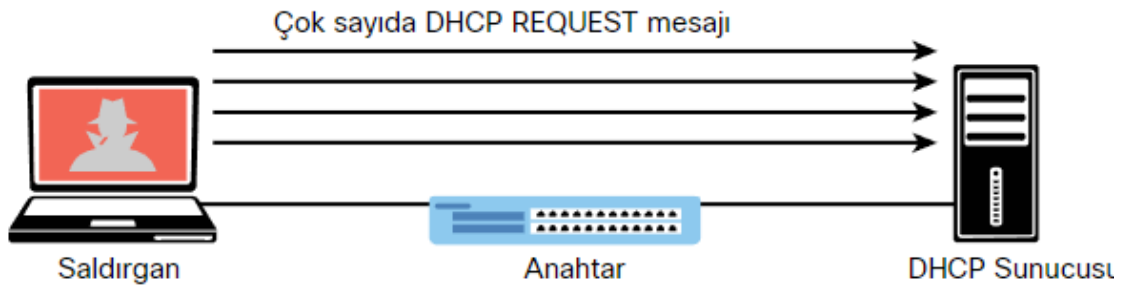 Çok sayıda DHCP REQUEST mesajı
Saldırgan
Anahtar
DHCP Sunucusu